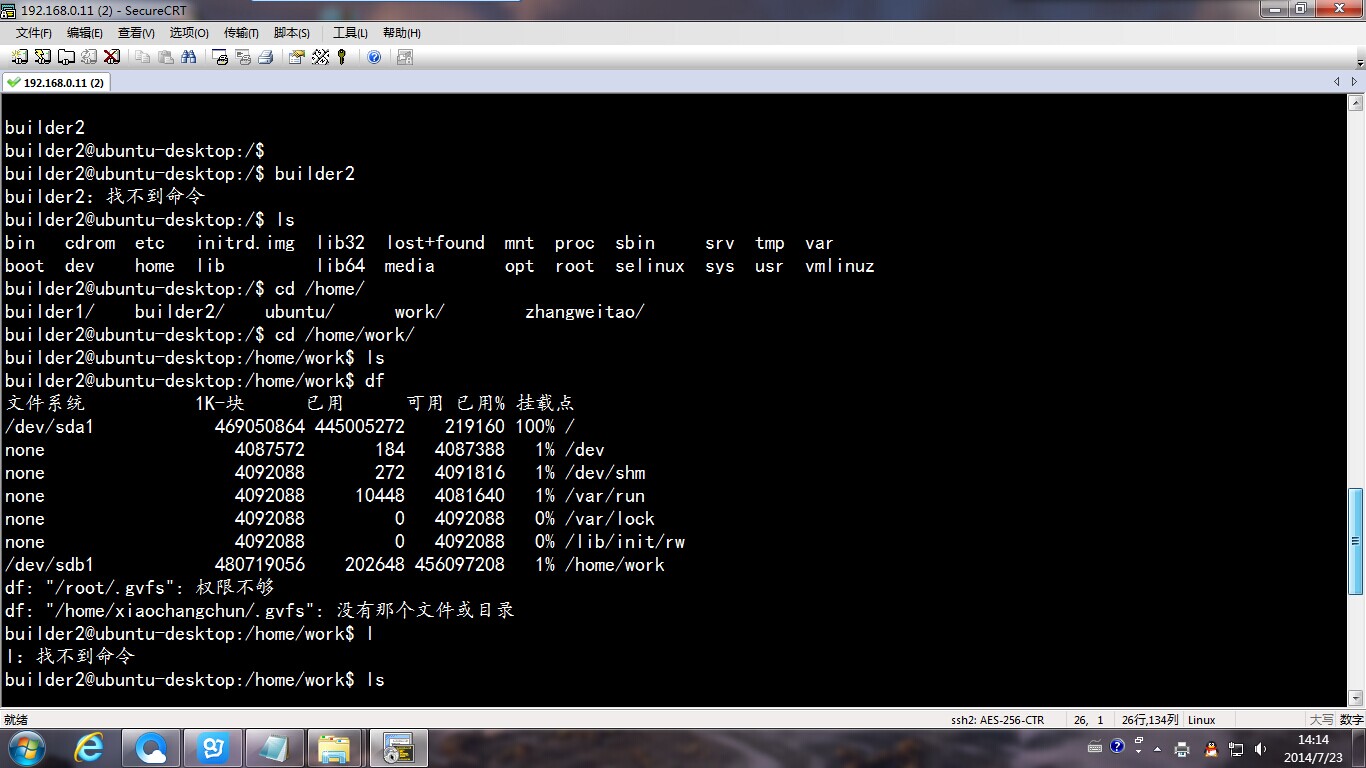 192.168.0.11 (2) - SecureCRT
文件(F) 编辑(E) 查看(V) 选项(O) 传输(T) 脚本(S) 工具(L) 帮助(H)
192.168.0.11 (2)
builder2
builder2@ubuntu-desktop:/$
builder2@ubuntu-desktop:/$ builder2
builder2：找不到命令
builder2@ubuntu-desktop:/$ ls
bin cdrom etc initrd.img lib32 lost+found mnt proc sbin srv tmp var
boot dev home lib lib64 media opt root selinux sys usr vmlinuz
builder2@ubuntu-desktop:/$ cd /home/
builder1/ builder2/ ubuntu/ work/ zhangweitao/
builder2@ubuntu-desktop:/$ cd /home/work/
builder2@ubuntu-desktop:/home/work$ ls
builder2@ubuntu-desktop:/home/work$ df
文件系统 1K-块 已用 可用 已用% 挂载点
/dev/sda1 469050864 445005272 219160 100% /
none 4087572 184 4087388 1% /dev
none 4092088 272 4091816 1% /dev/shm
none 4092088 10448 4081640 1% /var/run
none 4092088 0 4092088 0% /var/lock
none 4092088 0 4092088 0% /lib/init/rw
/dev/sdb1 480719056 202648 456097208 1% /home/work
df: "/root/.gvfs": 权限不够
df: "/home/xiaochangchun/.gvfs": 没有那个文件或目录
builder2@ubuntu-desktop:/home/work$ l
l：找不到命令
builder2@ubuntu-desktop:/home/work$ ls
就绪 ssh2: AES-256-CTR 26, 1 26行,134列 Linux 大写 数字
14:14
2014/7/23